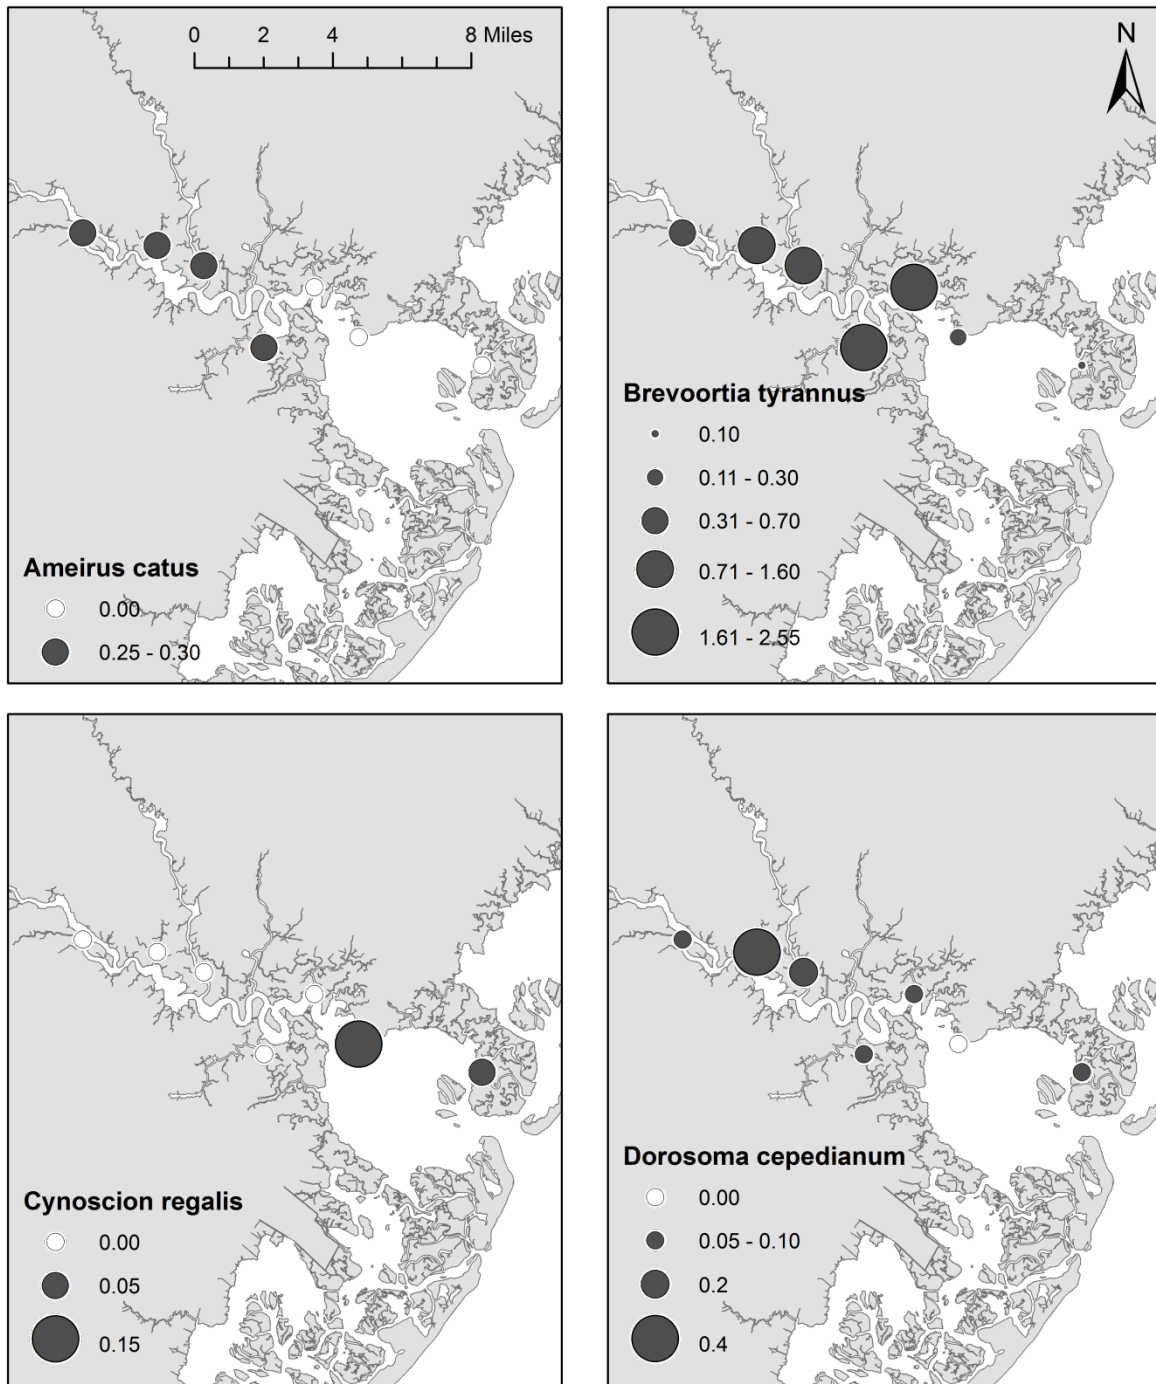 0 2 4 8 Miles
Ameirus catus
0.00
0.25 - 0.30
N
Brevoortia tyrannus
0.10
0.11 - 0.30
0.31 - 0.70
0.71 - 1.60
1.61 - 2.55
Cynoscion regalis
0.00
0.05
0.15
Dorosoma cepedianum
0.00
0.05 - 0.10
0.2
0.4